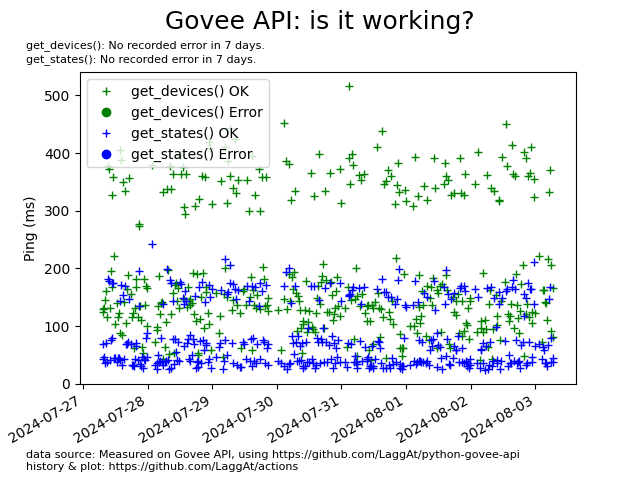 Govee API: is it working?
get_devices(): No recorded error in 7 days.
get_states(): No recorded error in 7 days.
get_devices() OK
get_devices() Error
get_states() OK
get_states() Error
Ping (ms)
500
400
300
200
100
0
2024-07-27
2024-07-28
2024-07-29
2024-07-30
2024-07-31
2024-08-01
2024-08-02
2024-08-03
data source: Measured on Govee API, using https://github.com/LaggAt/python-govee-api
history & plot: https://github.com/LaggAt/actions